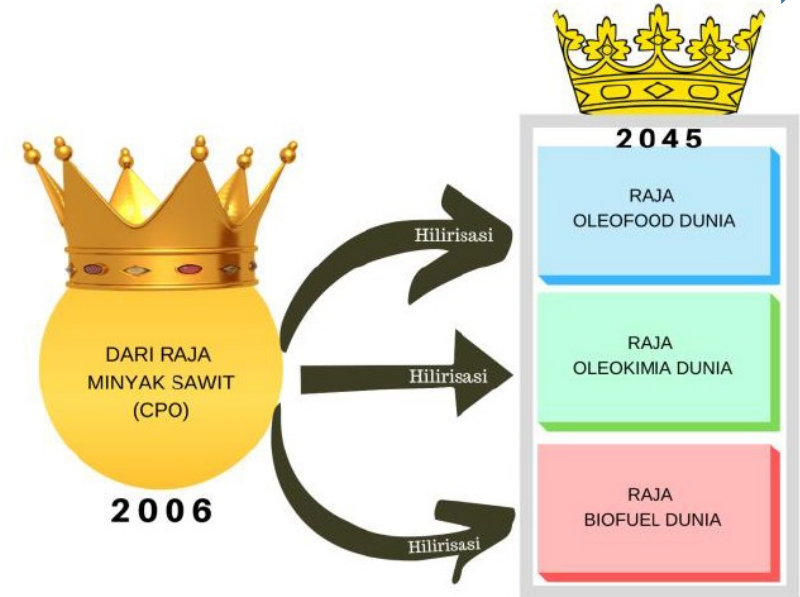 DARI RAJA
MINYAK SAWIT
(CPO)
2006
Hilirisasi
Hilirisasi
Hilirisasi
2045
RAJA
OLEOFOOD DUNIA
RAJA
OLEOKIMIA DUNIA
RAJA
BIOFUEL DUNIA